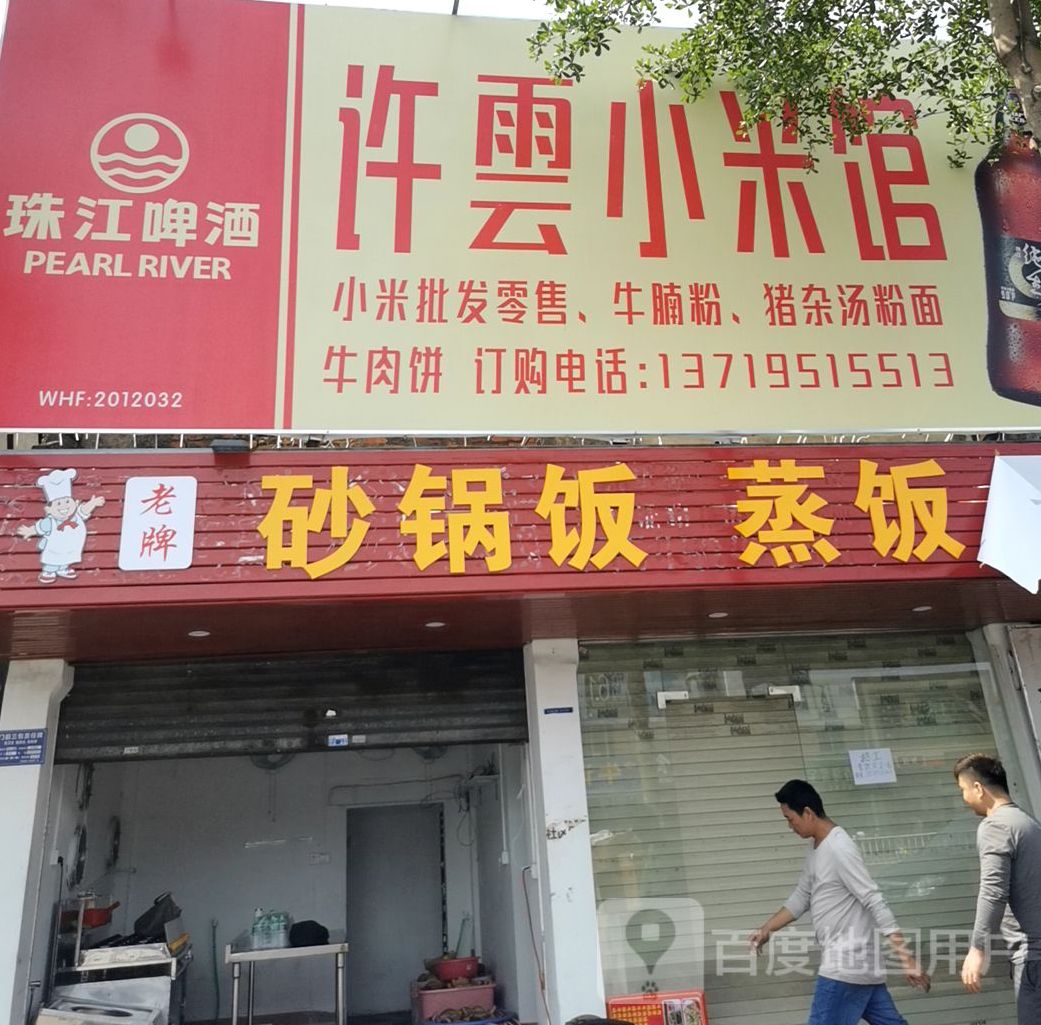 珠江啤酒
PEARL RIVER
WHF:2012032
许雲小米馆
小米批发零售、牛腩粉、猪杂汤粉面
牛肉饼 订购电话:13719515513
老牌
砂锅饭 蒸饭
百度地图用户